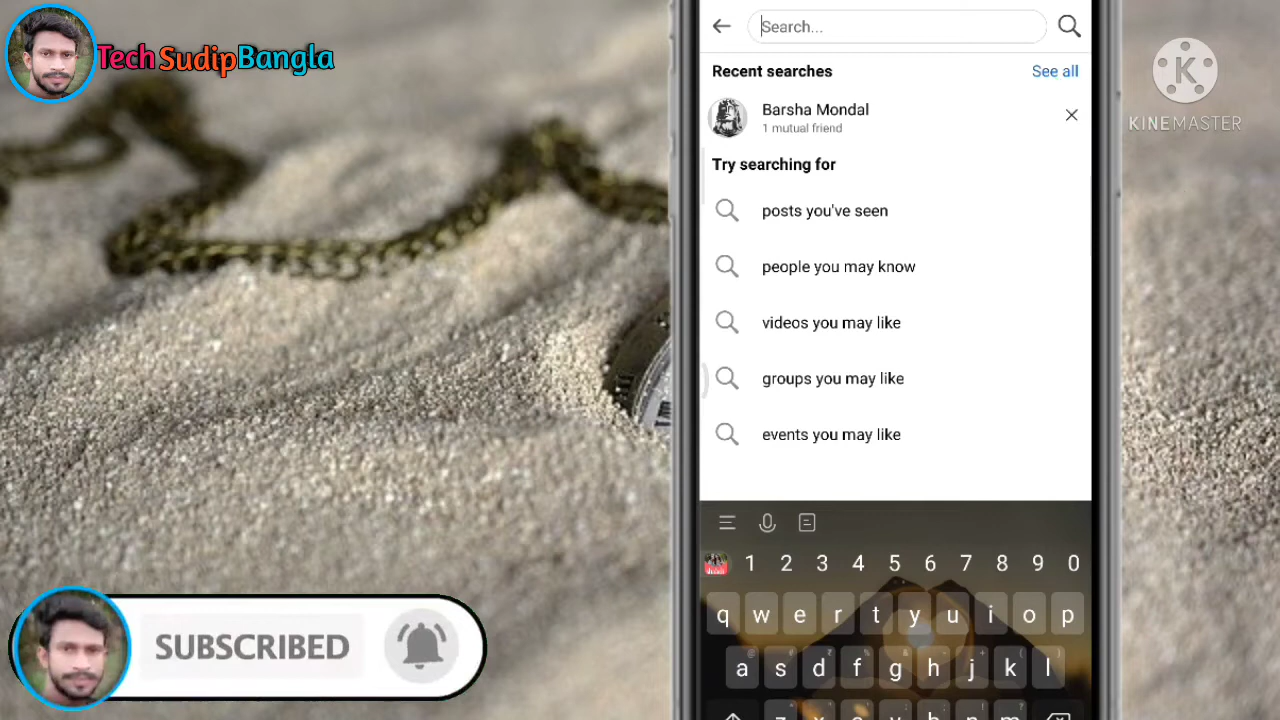 Tech SudipBangla
Search...
KINEMASTER
Recent searches
See all
Barsha Mondal
1 mutual friend
Try searching for
posts you've seen
people you may know
videos you may like
groups you may like
events you may like
1 2 3 4 5 6 7 8 9 0
q w e r t y u i o p
a s d f g h j k l
z x c v b n m
SUBSCRIBED